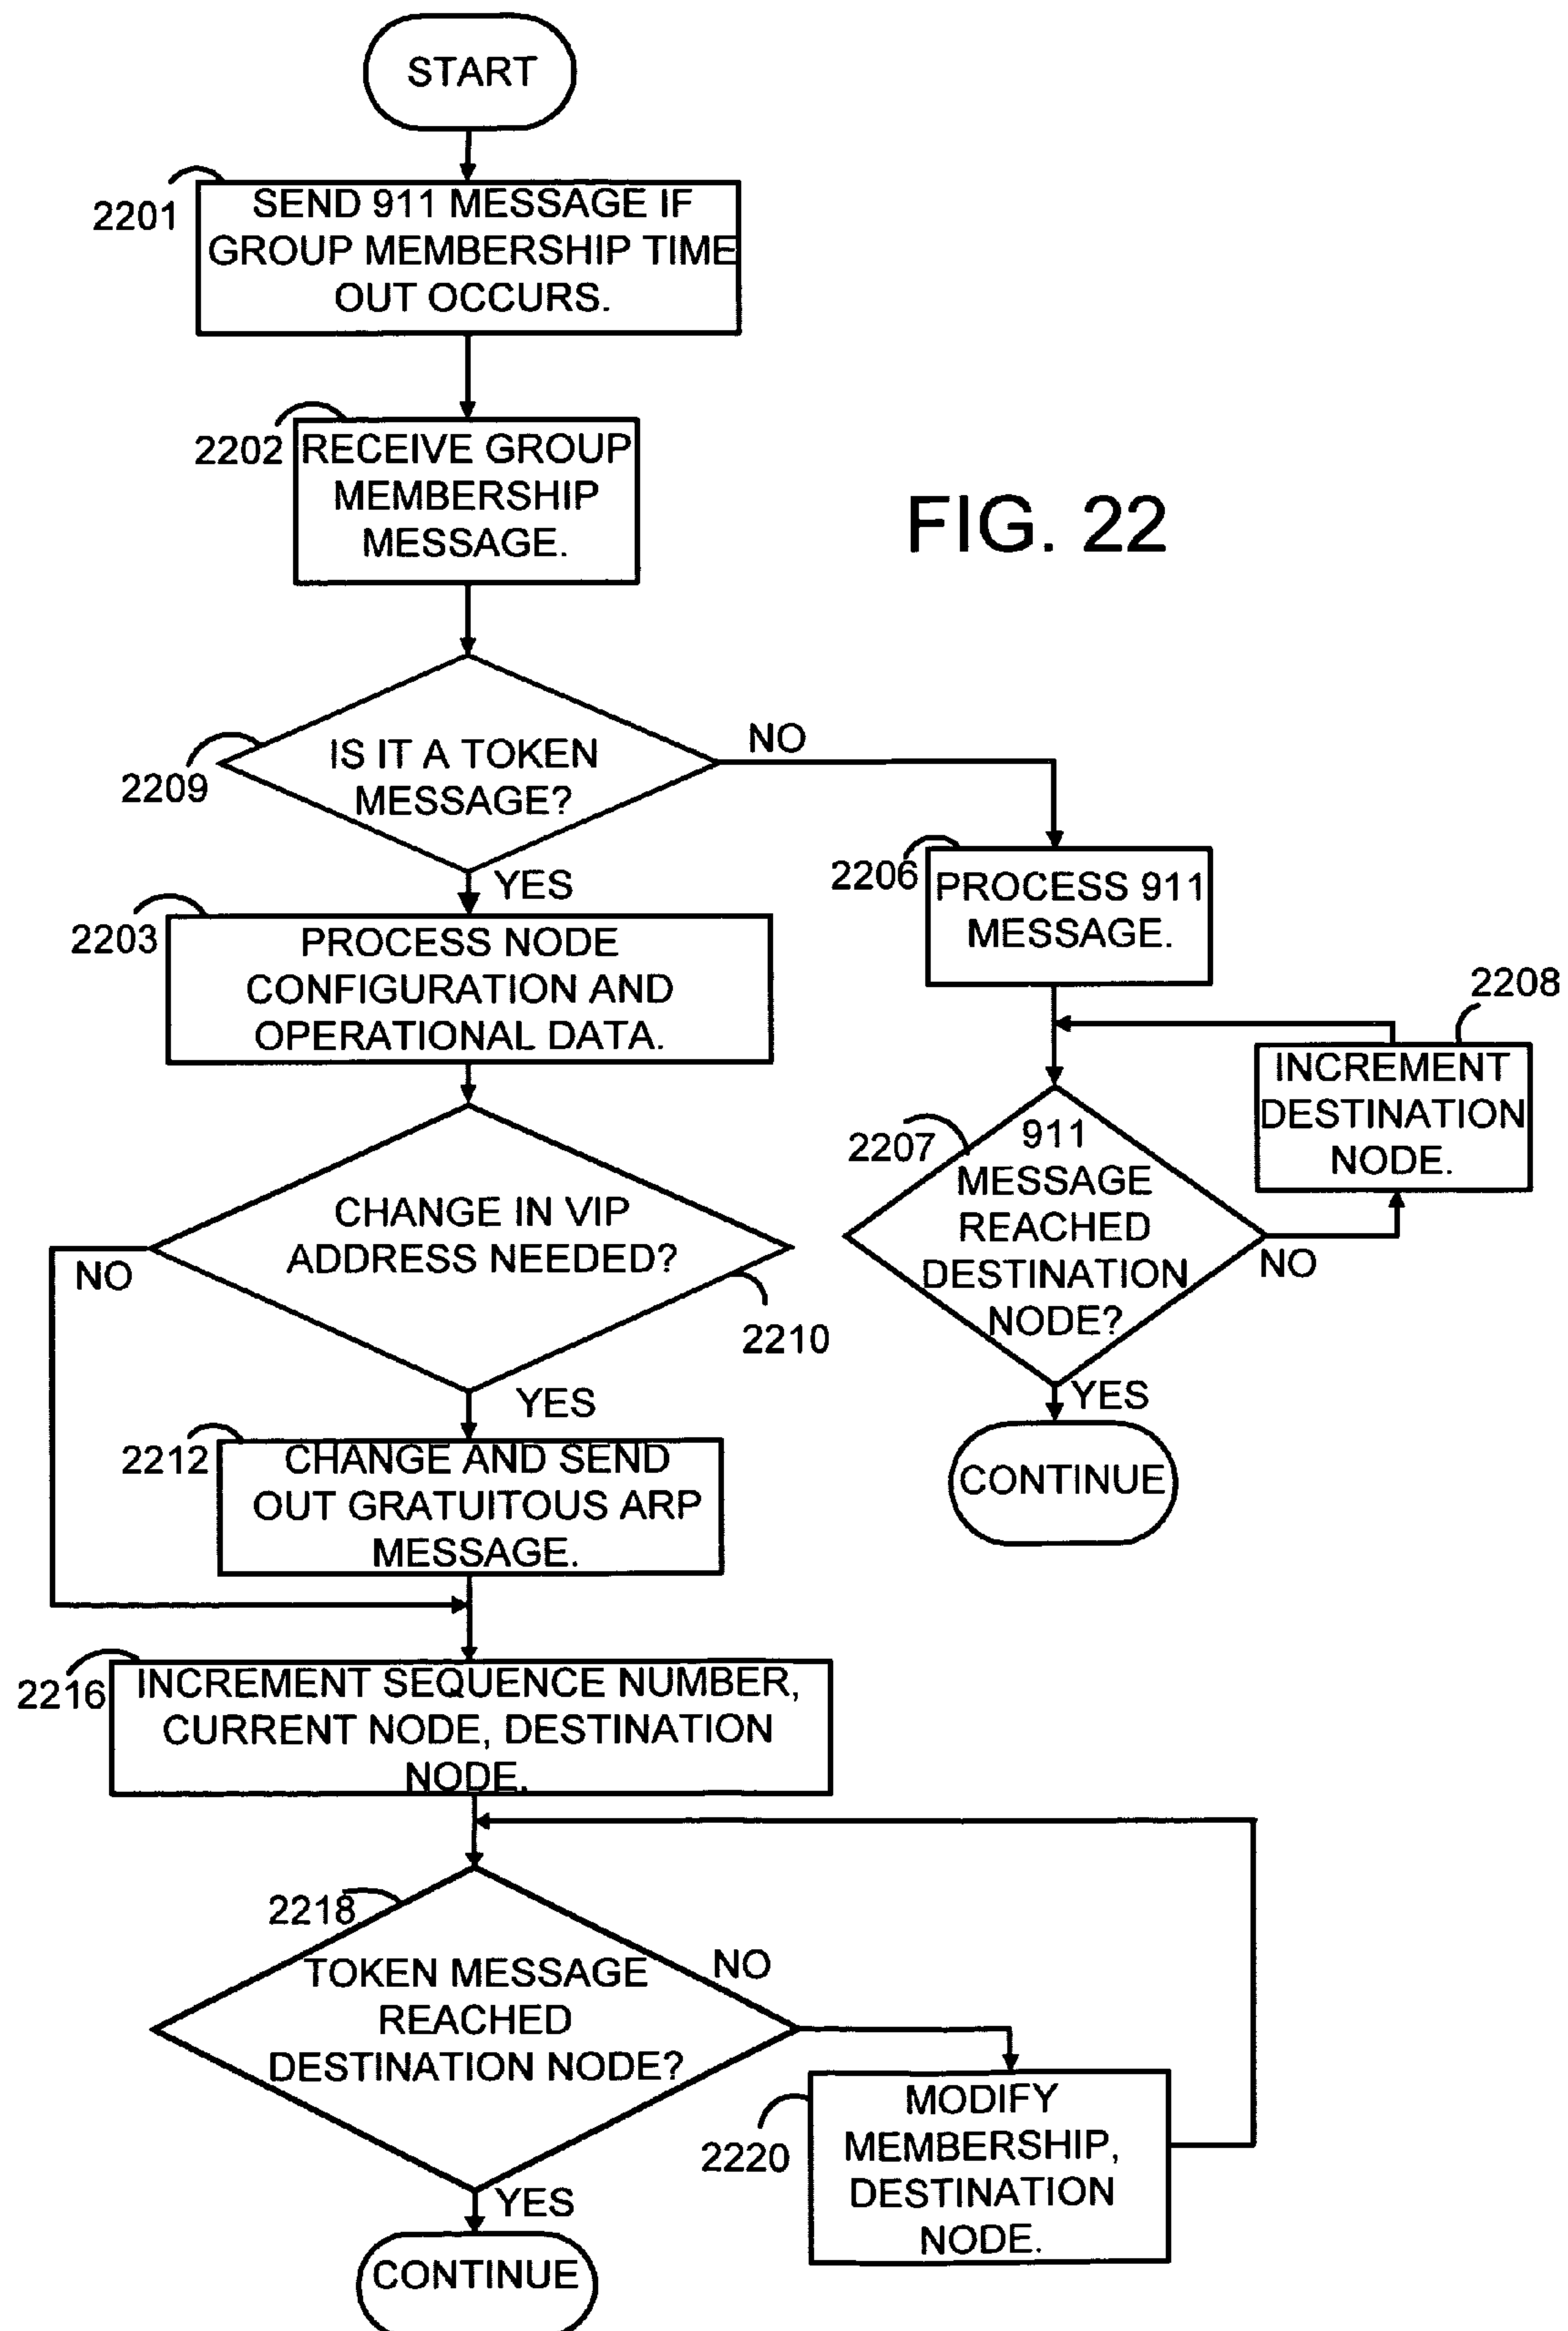 START
2201
SEND 911 MESSAGE IF
GROUP MEMBERSHIP TIME
OUT OCCURS.
2202
RECEIVE GROUP
MEMBERSHIP
MESSAGE.
FIG. 22
2209
IS IT A TOKEN
MESSAGE?
NO
YES
2206
PROCESS 911
MESSAGE.
2203
PROCESS NODE
CONFIGURATION AND
OPERATIONAL DATA.
2208
INCREMENT
DESTINATION
NODE.
2207
911
MESSAGE
REACHED
DESTINATION
NODE?
NO
YES
CONTINUE
CHANGE IN VIP
ADDRESS NEEDED?
NO
2210
YES
2212
CHANGE AND SEND
OUT GRATUITOUS ARP
MESSAGE.
2216
INCREMENT SEQUENCE NUMBER,
CURRENT NODE, DESTINATION
NODE.
2218
TOKEN MESSAGE
REACHED
DESTINATION NODE?
NO
2220
MODIFY
MEMBERSHIP,
DESTINATION
NODE.
YES
CONTINUE